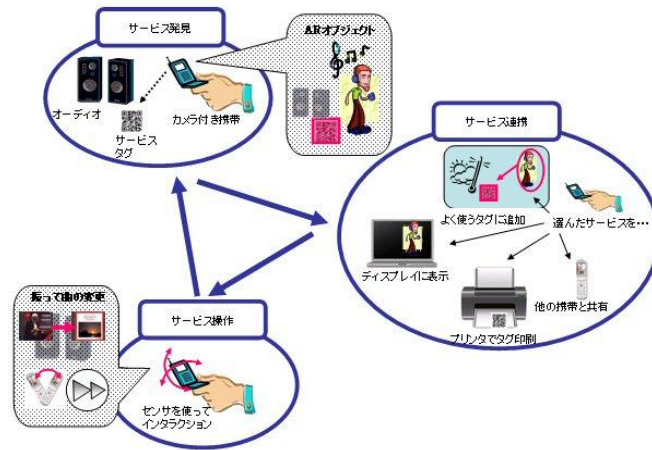 サービス発見
ARオブジェクト
オーディオ
サービス
タグ
カメラ付き携帯
サービス連携
よく使うタグに追加
選んだサービスを…
ディスプレイに表示
他の携帯と共有
プリンタでタグ印刷
振って曲の変更
サービス操作
センサを使って
インタラクション